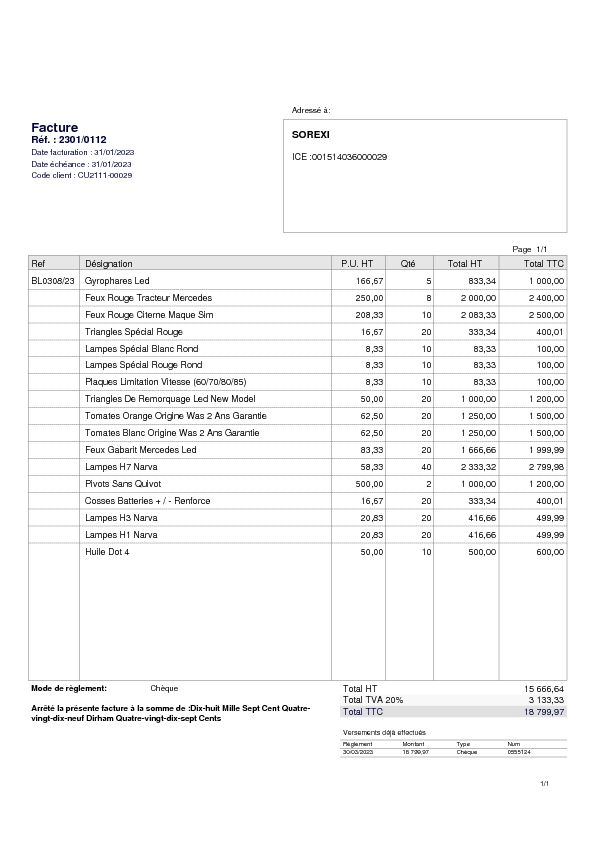 Adressé à:
Facture
Réf. : 2301/0112
Date facturation : 31/01/2023
Date échéance : 31/01/2023
Code client : CU2111-00029
SOREXI
ICE :001514036000029
Page 1/1
Ref Désignation P.U. HT Qté Total HT Total TTC
BL0308/23 Gyrophares Led 166,67 5 833,34 1 000,00
Feux Rouge Tracteur Mercedes 250,00 8 2 000,00 2 400,00
Feux Rouge Citerne Maque Sim 208,33 10 2 083,33 2 500,00
Triangles Spécial Rouge 16,67 20 333,34 400,01
Lampes Spécial Blanc Rond 8,33 10 83,33 100,00
Lampes Spécial Rouge Rond 8,33 10 83,33 100,00
Plaques Limitation Vitesse (60/70/80/85) 8,33 10 83,33 100,00
Triangles De Remorquage Led New Model 50,00 20 1 000,00 1 200,00
Tomates Orange Origine Was 2 Ans Garantie 62,50 20 1 250,00 1 500,00
Tomates Blanc Origine Was 2 Ans Garantie 62,50 20 1 250,00 1 500,00
Feux Gabarit Mercedes Led 83,33 20 1 666,66 1 999,99
Lampes H7 Narva 58,33 40 2 333,32 2 799,98
Pivots Sans Quivot 500,00 2 1 000,00 1 200,00
Cosses Batteries + / - Renforce 16,67 20 333,34 400,01
Lampes H3 Narva 20,83 20 416,66 499,99
Lampes H1 Narva 20,83 20 416,66 499,99
Huile Dot 4 50,00 10 500,00 600,00
Mode de règlement: Chèque
Arrêté la présente facture à la somme de :Dix-huit Mille Sept Cent Quatre-
vingt-dix-neuf Dirham Quatre-vingt-dix-sept Cents
Total HT 15 666,64
Total TVA 20% 3 133,33
Total TTC 18 799,97
Versements déjà effectués
Règlement Montant Type Num
30/03/2023 18 799,97 Chèque 0555124
1/1